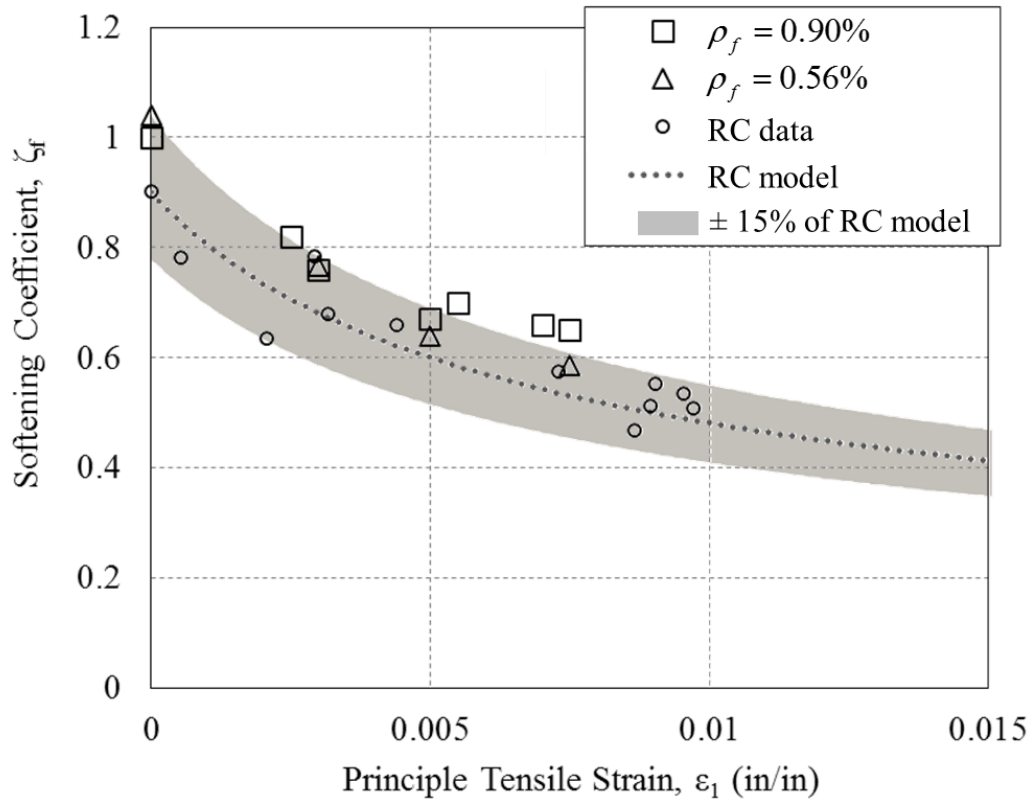 1.2
1
0.8
0.6
0.4
0.2
0
Softening Coefficient, ζf
ρf = 0.90%
ρf = 0.56%
RC data
RC model
± 15% of RC model
0 0.005 0.01 0.015
Principle Tensile Strain, ε1 (in/in)